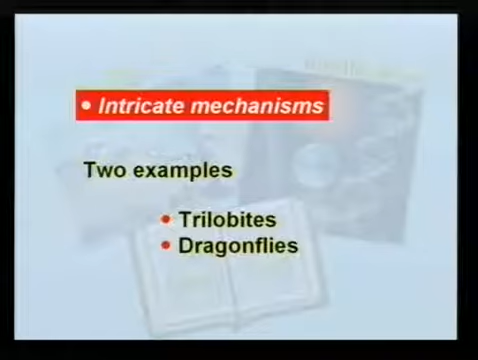 • Intricate mechanisms
Two examples
• Trilobites
• Dragonflies